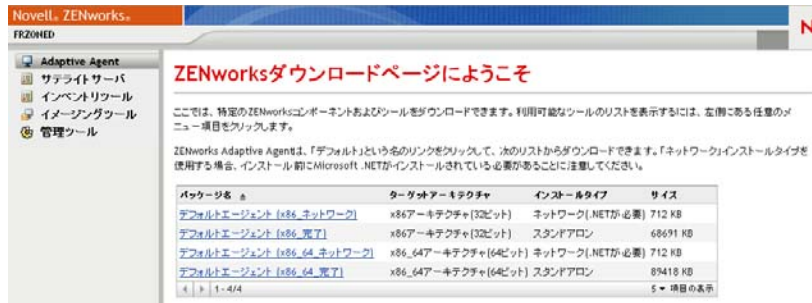 Novell. ZENworks.
N
FRZONED
Adaptive Agent
サテライトサーバ
インベントリツール
イメージングツール
管理ツール
ZENworksダウンロードページにようこそ
ここでは、特定のZENworksコンポーネントおよびツールをダウンロードできます。利用可能なツールのリストを表示するには、左側にある任意のメ
ニュー項目をクリックします。
ZENworks Adaptive Agentは、「デフォルト」という名のリンクをクリックして、次のリストからダウンロードできます。「ネットワーク」インストールタイプを
使用する場合、インストール前にMicrosoft .NETがインストールされている必要があることに注意してください。
パッケージ名 ターゲットアーキテクチャ インストールタイプ サイズ
デフォルトエージェント (x86_ネットワーク) x86アーキテクチャ(32ビット) ネットワーク(.NETが必要) 712 KB
デフォルトエージェント (x86_完了) x86アーキテクチャ(32ビット) スタンドアロン 68691 KB
デフォルトエージェント (x86_64_ネットワーク) x86_64アーキテクチャ(64ビット) ネットワーク(.NETが必要) 712 KB
デフォルトエージェント (x86_64_完了) x86_64アーキテクチャ(64ビット) スタンドアロン 89418 KB
1 - 4/4 5 項目の表示